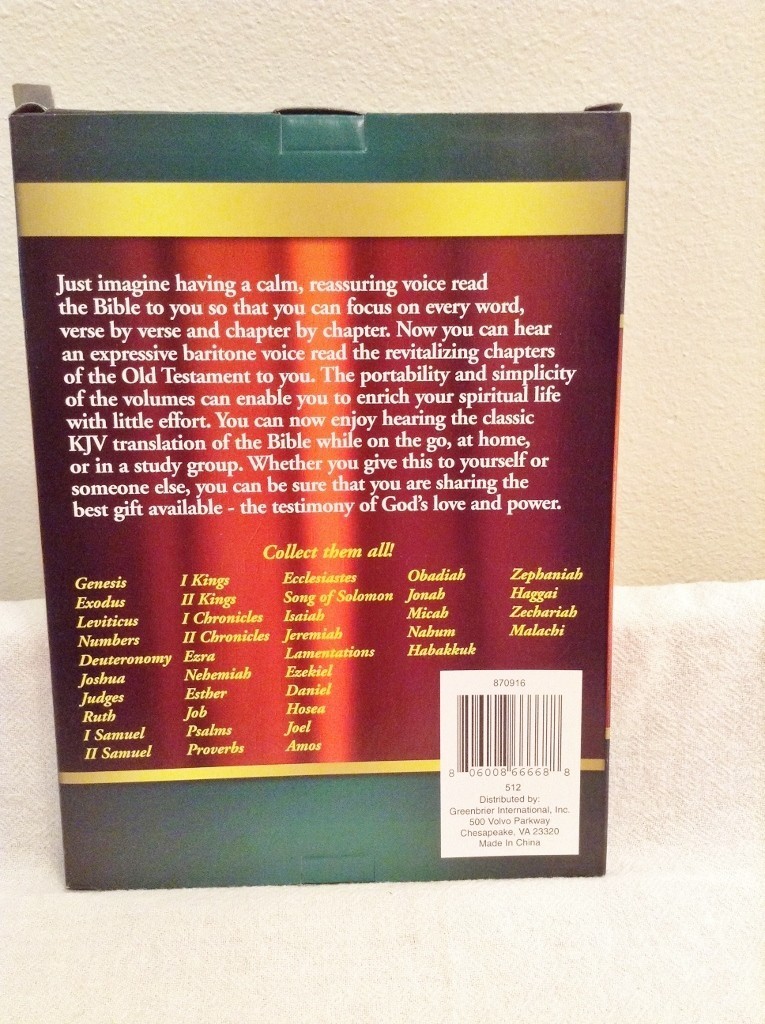 Just imagine having a calm, reassuring voice read
the Bible to you so that you can focus on every word,
verse by verse and chapter by chapter. Now you can hear
an expressive baritone voice read the revitalizing chapters
of the Old Testament to you. The portability and simplicity
of the volumes can enable you to enrich your spiritual life
with little effort. You can now enjoy hearing the classic
KJV translation of the Bible while on the go, at home,
or in a study group. Whether you give this to yourself or
someone else, you can be sure that you are sharing the
best gift available - the testimony of God's love and power.
Collect them all!
Genesis
Exodus
Leviticus
Numbers
Deuteronomy
Joshua
Judges
Ruth
I Samuel
II Samuel
I Kings
II Kings
I Chronicles
II Chronicles
Ezra
Nehemiah
Esther
Job
Psalms
Proverbs
Ecclesiastes
Song of Solomon
Isaiah
Jeremiah
Lamentations
Ezekiel
Daniel
Hosea
Joel
Amos
Obadiah
Jonah
Micah
Nahum
Habakkuk
Zephaniah
Haggai
Zechariah
Malachi
870916
8 06008 66668 8
512
Distributed by:
Greenbrier International, Inc.
500 Volvo Parkway
Chesapeake, VA 23320
Made In China